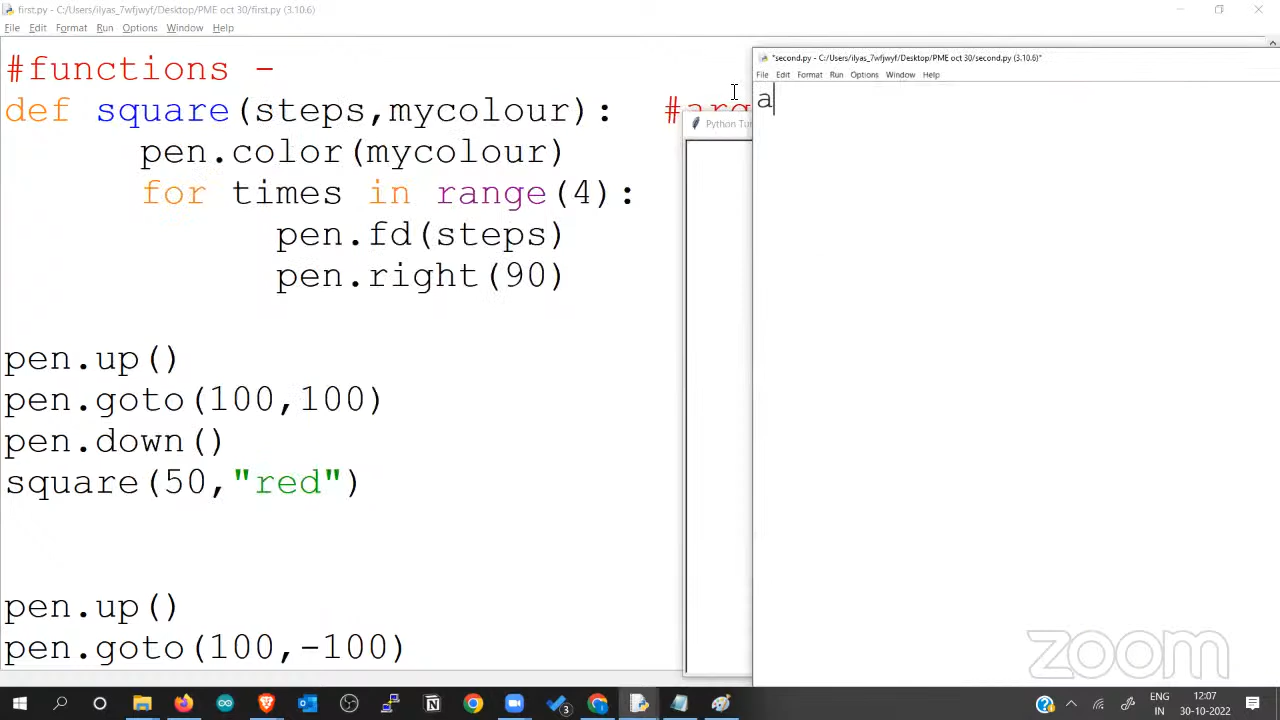 first.py - C:/Users/ilyas_7wfjwyf/Desktop/PME oct 30/first.py (3.10.6)
File Edit Format Run Options Window Help
#functions -
def square(steps,mycolour): #arg
pen.color(mycolour)
for times in range(4):
pen.fd(steps)
pen.right(90)
pen.up()
pen.goto(100,100)
pen.down()
square(50,"red")
pen.up()
pen.goto(100,-100)
Python Tur
*second.py - C:/Users/ilyas_7wfjwyf/Desktop/PME oct 30/second.py (3.10.6)*
File Edit Format Run Options Window Help
a
zoom
3
ENG
IN
12:07
30-10-2022